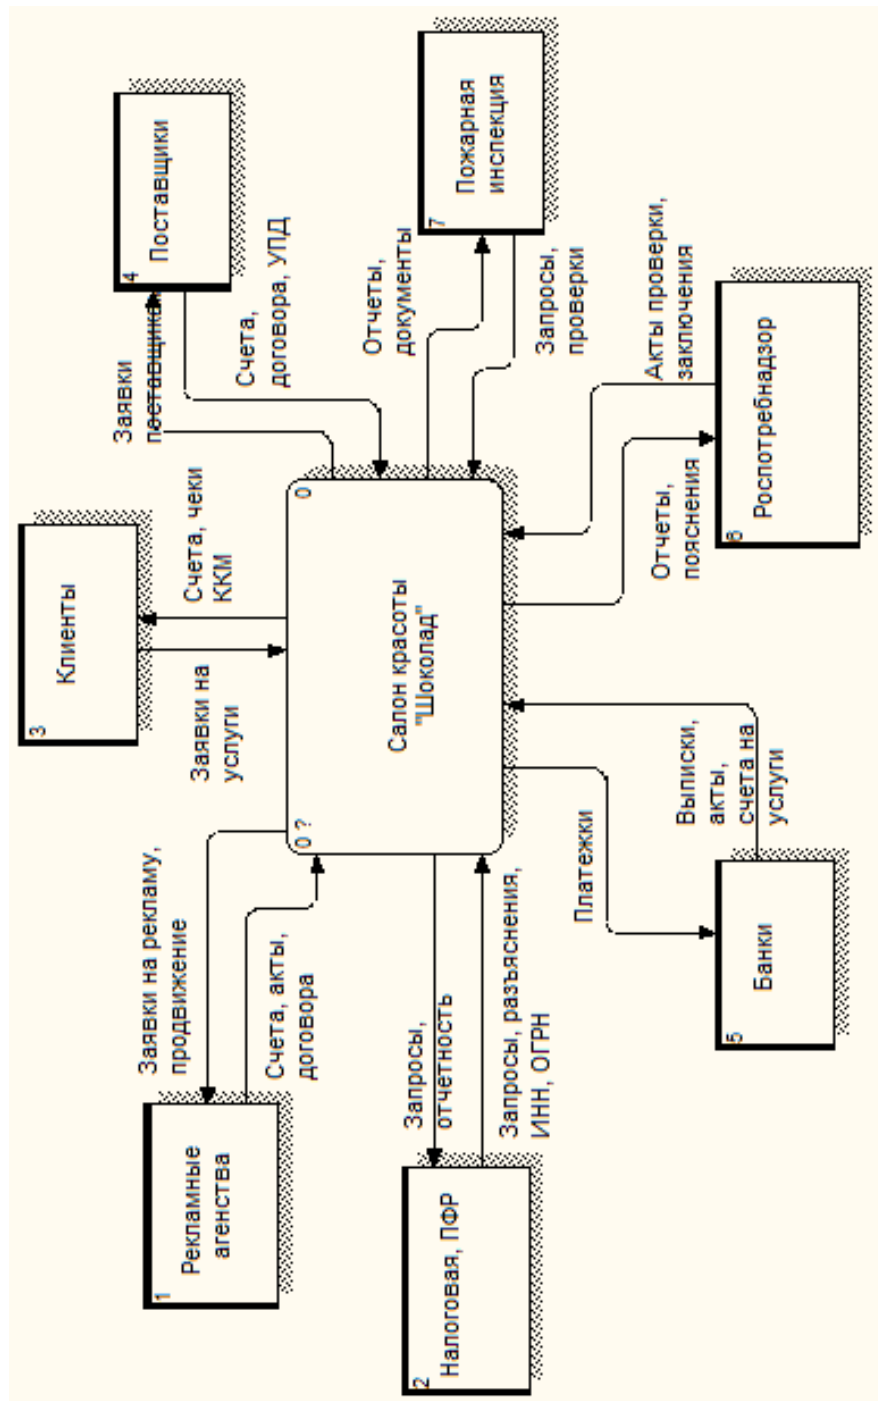 1
Рекламные
агенства
Заявки на рекламу,
продвижение
Счета, акты,
договора
3
Клиенты
Счета, чеки
ККМ
Заявки на
услуги
4
Поставщики
Заявки
поставщикам
Счета,
договора, УПД
2
Налоговая, ПФР
Запросы,
отчетность
Запросы, разъяснения,
ИНН, ОГРН
0 ?
0
Салон красоты
"Шоколад"
Отчеты,
документы
Запросы,
проверки
7
Пожарная
инспекция
5
Банки
Платежки
Выписки,
акты,
счета на
услуги
6
Роспотребнадзор
Отчеты,
пояснения
Акты проверки,
заключения